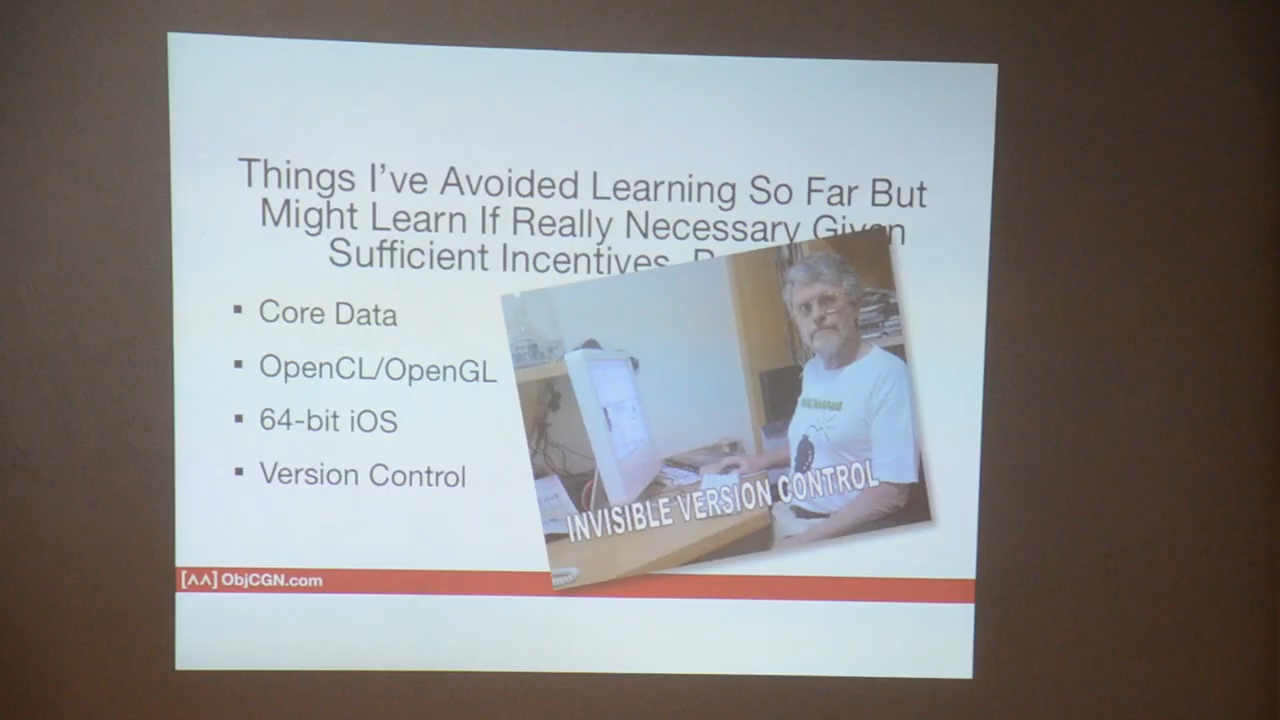 Things I've Avoided Learning So Far But
Might Learn If Really Necessary Given
Sufficient Incentives,
▪ Core Data
▪ OpenCL/OpenGL
▪ 64-bit iOS
▪ Version Control
INVISIBLE VERSION CONTROL
[^^] ObjCGN.com